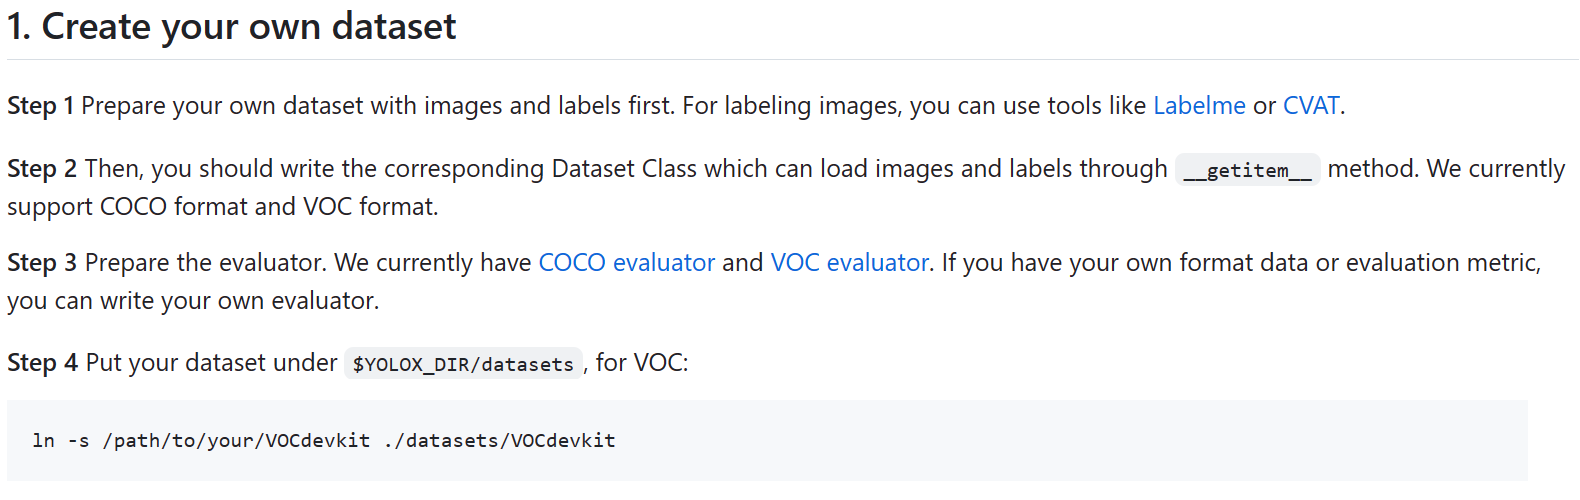 1. Create your own dataset
Step 1 Prepare your own dataset with images and labels first. For labeling images, you can use tools like Labelme or CVAT.
Step 2 Then, you should write the corresponding Dataset Class which can load images and labels through __getitem__ method. We currently
support COCO format and VOC format.
Step 3 Prepare the evaluator. We currently have COCO evaluator and VOC evaluator. If you have your own format data or evaluation metric,
you can write your own evaluator.
Step 4 Put your dataset under $YOLOX_DIR/datasets, for VOC:
ln -s /path/to/your/VOCdevkit ./datasets/VOCdevkit